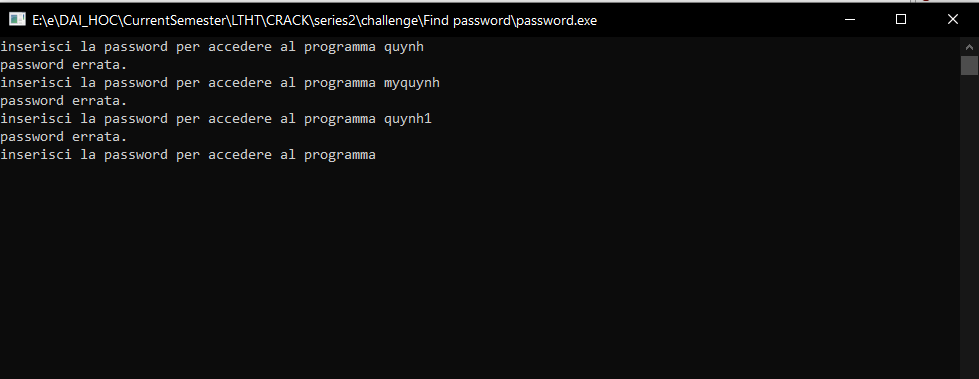 E:\e\DAI_HOC\CurrentSemester\LTHT\CRACK\series2\challenge\Find password\password.exe
inserisci la password per accedere al programma quynh
password errata.
inserisci la password per accedere al programma myquynh
password errata.
inserisci la password per accedere al programma quynh1
password errata.
inserisci la password per accedere al programma